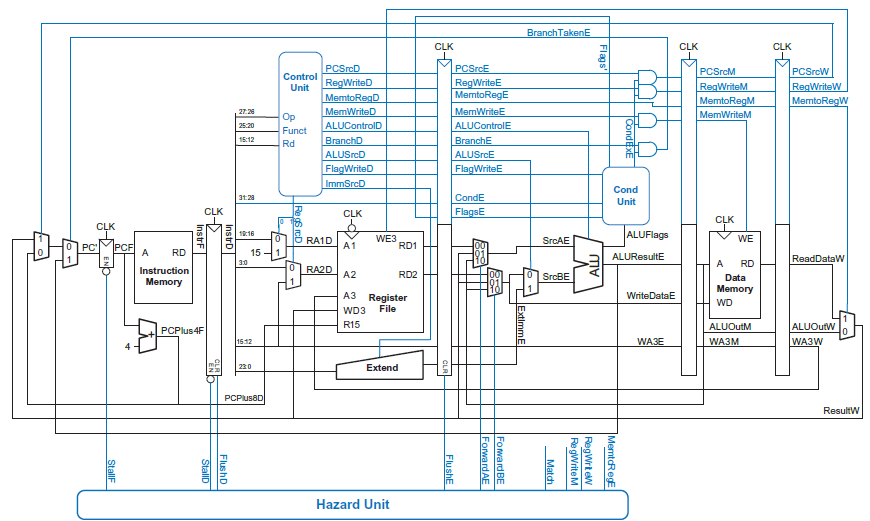 BranchTakenE
CLK
Flags'
CLK
CLK
Control
Unit
PCSrcD
PCSrcE
PCSrcM
PCSrcW
RegWriteD
RegWriteE
RegWriteM
RegWriteW
MemtoRegD
MemtoRegE
MemtoRegM
MemtoRegW
27:26
Op
MemWriteD
MemWriteE
MemWriteM
25:20
Funct
ALUControlD
ALUControlE
CondExE
15:12
Rd
BranchD
BranchE
ALUSrcD
ALUSrcE
FlagWriteD
FlagWriteE
ImmSrcD
Cond
Unit
31:28
CondE
FlagsE
CLK
CLK
CLK
CLK
InstrF
InstrD
RegSrcD
0 1
19:16
0
RA1D
A1
WE3
RD1
00
01
10
SrcAE
ALUFlags
WE
1
0
0
1
PC'
PCF
EN
A
RD
Instruction
Memory
15
1
3:0
0
1
RA2D
A2
RD2
00
01
10
0
1
SrcBE
ALU
ALUResultE
A
RD
Data
Memory
WD
ReadDataW
A3
Register
File
WD3
R15
ExtImmE
WriteDataE
+
4
PCPlus4F
ALUOutM
ALUOutW
1
0
15:12
WA3E
WA3M
WA3W
23:0
Extend
EN
CLR
CLR
PCPlus8D
ResultW
StallF
StallD
FlushD
FlushE
ForwardAE
ForwardBE
Match
RegWriteM
RegWriteW
MemtoRegE
Hazard Unit